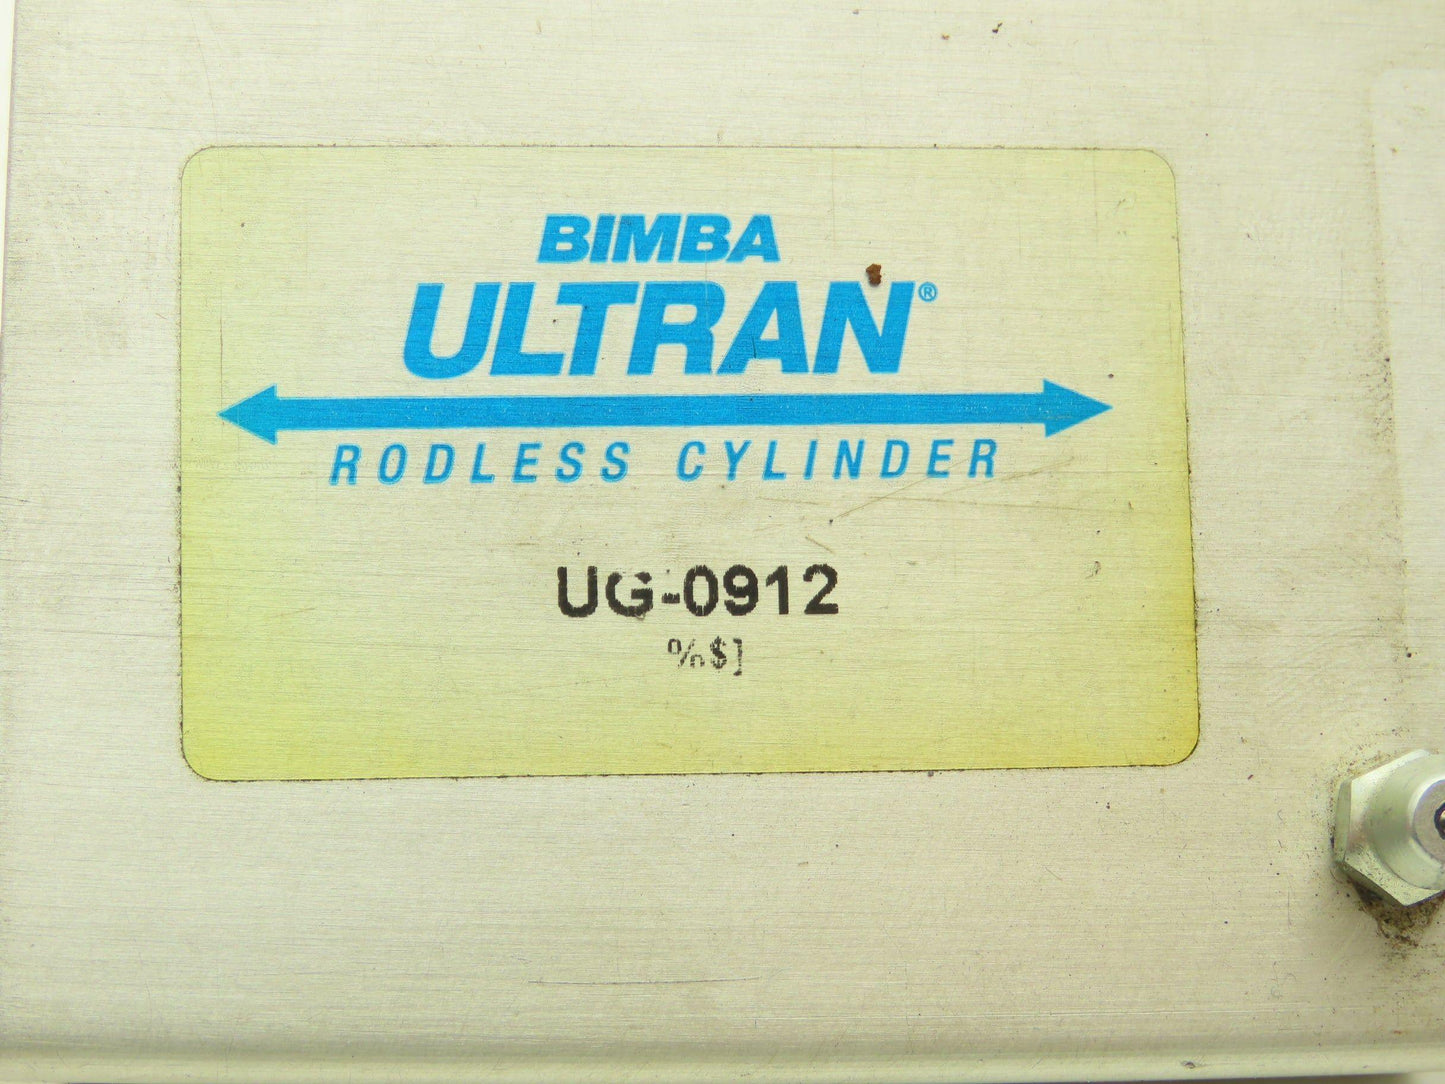 BIMBA
ULTRAN®
RODLESS CYLINDER
UG-0912
%$]